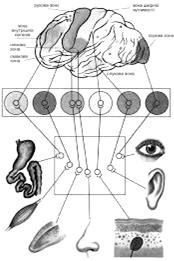 рухова зона
зона шкірної
чутливості
зона
внутрішніх
органів
зорова зона
нюхова
зона
смакова
зона
слухова зона